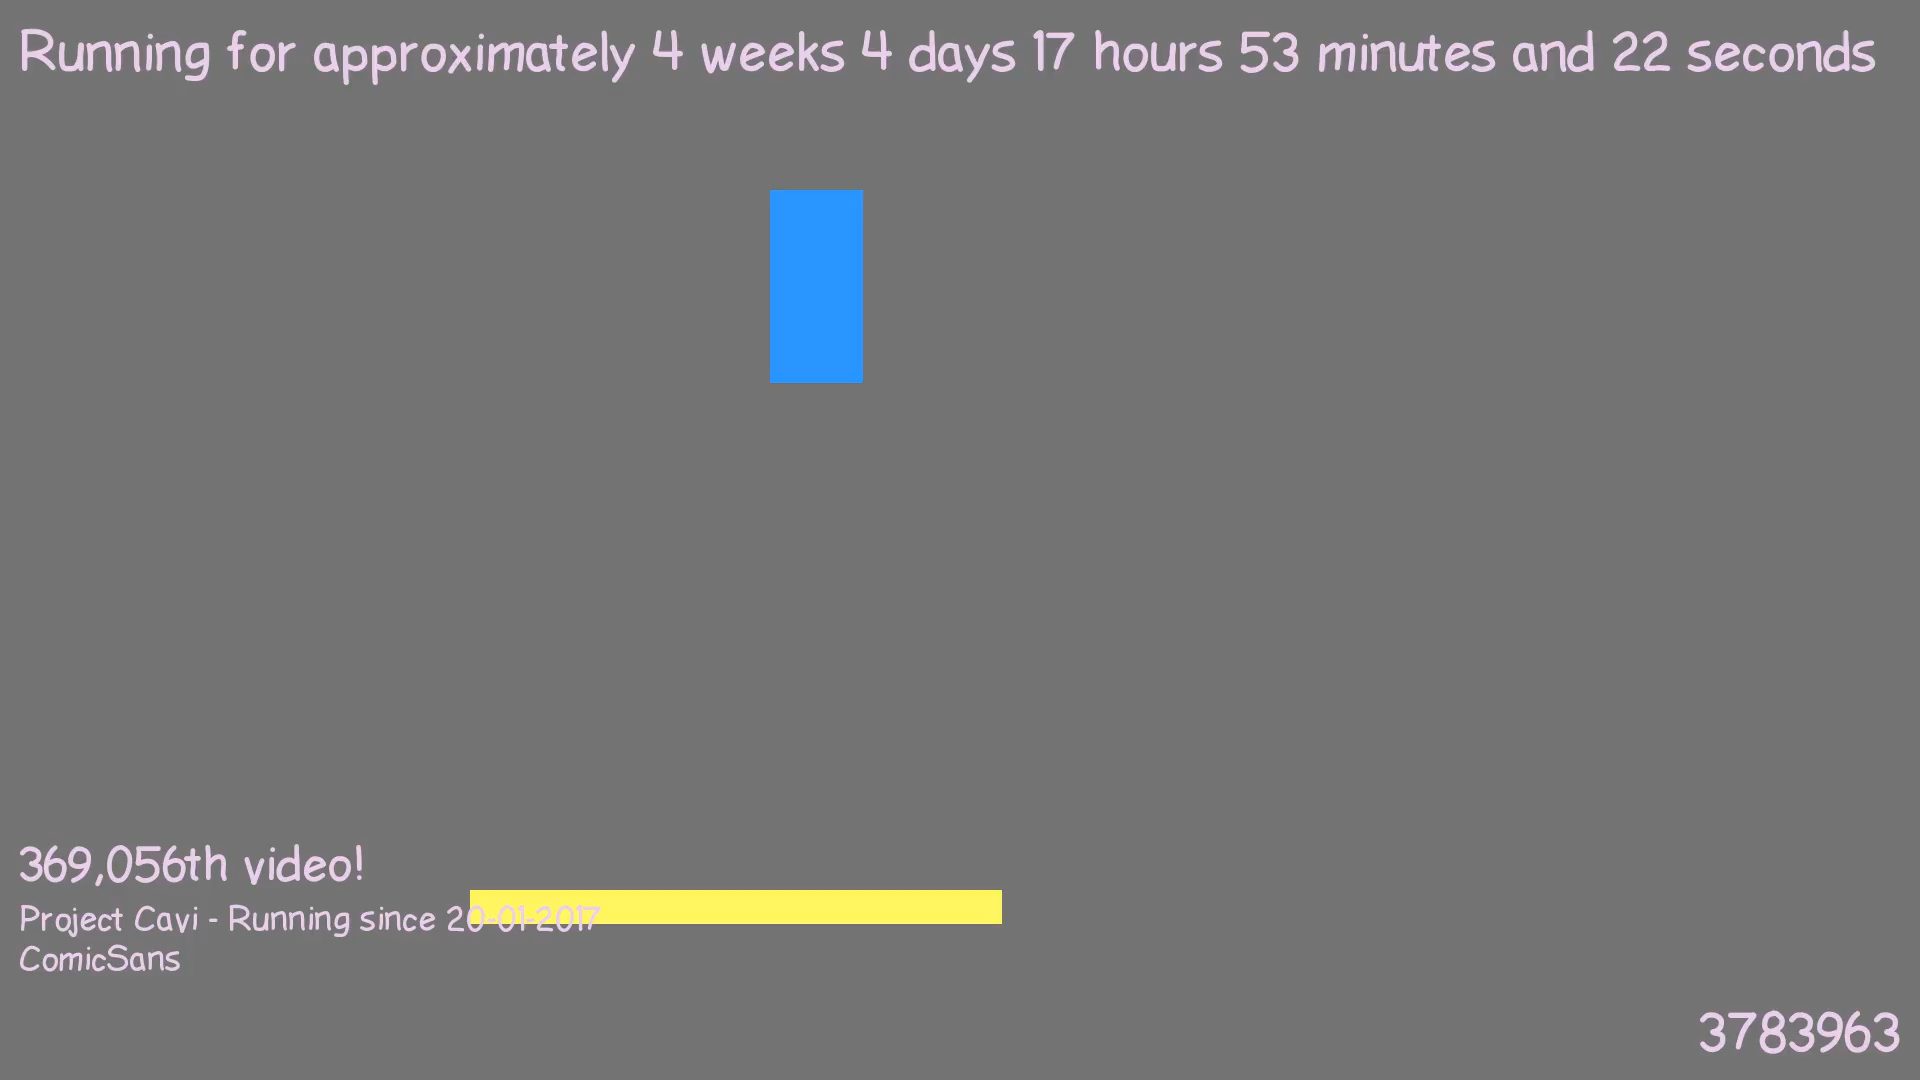 Running for approximately 4 weeks 4 days 17 hours 53 minutes and 22 seconds
369,056th video!
Project Cavi - Running since 20-01-2017
ComicSans
3783963